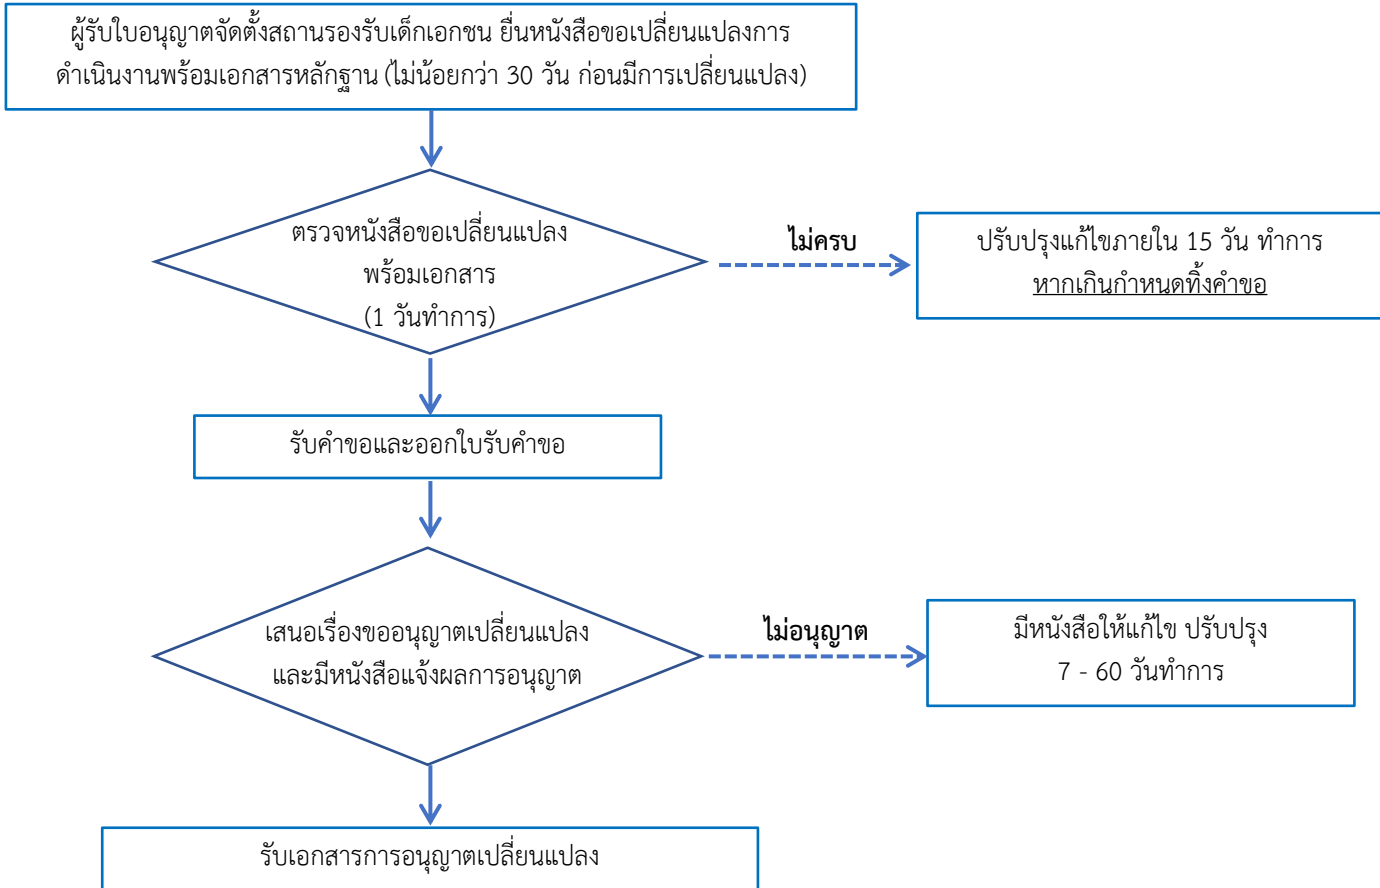 ผู้รับใบอนุญาตจัดตั้งสถานรองรับเด็กเอกชน ยื่นหนังสือขอเปลี่ยนแปลงการ
ดำเนินงานพร้อมเอกสารหลักฐาน (ไม่น้อยกว่า 30 วัน ก่อนมีการเปลี่ยนแปลง)
ตรวจหนังสือขอเปลี่ยนแปลง
พร้อมเอกสาร
(1 วันทำการ)
ไม่ครบ
ปรับปรุงแก้ไขภายใน 15 วัน ทำการ
หากเกินกำหนดทิ้งคำขอ
รับคำขอและออกใบรับคำขอ
เสนอเรื่องขออนุญาตเปลี่ยนแปลง
และมีหนังสือแจ้งผลการอนุญาต
ไม่อนุญาต
มีหนังสือให้แก้ไข ปรับปรุง
7 - 60 วันทำการ
รับเอกสารการอนุญาตเปลี่ยนแปลง